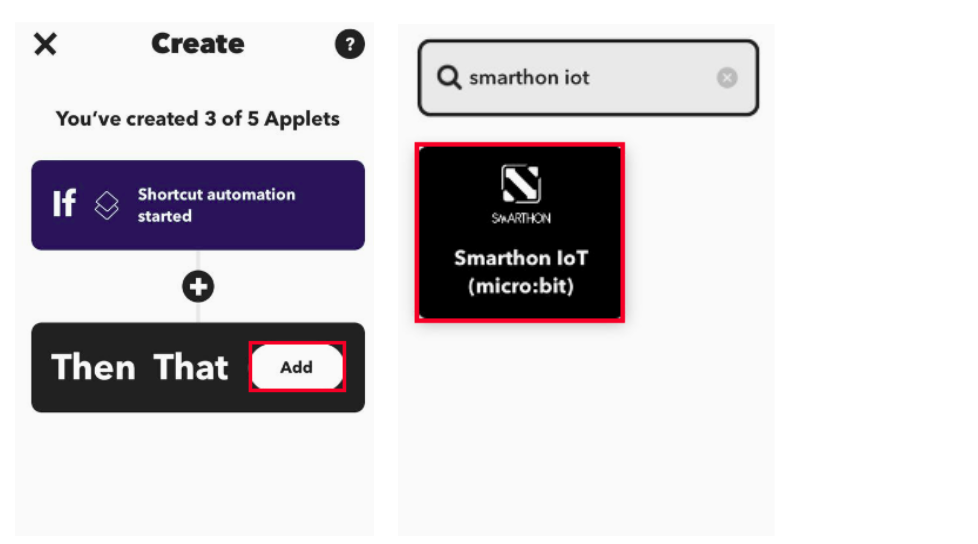 Create
?
You've created 3 of 5 Applets
If
Shortcut automation
started
Then That
Add
smarthon iot
SMARTHON
Smarthon IoT
(micro:bit)